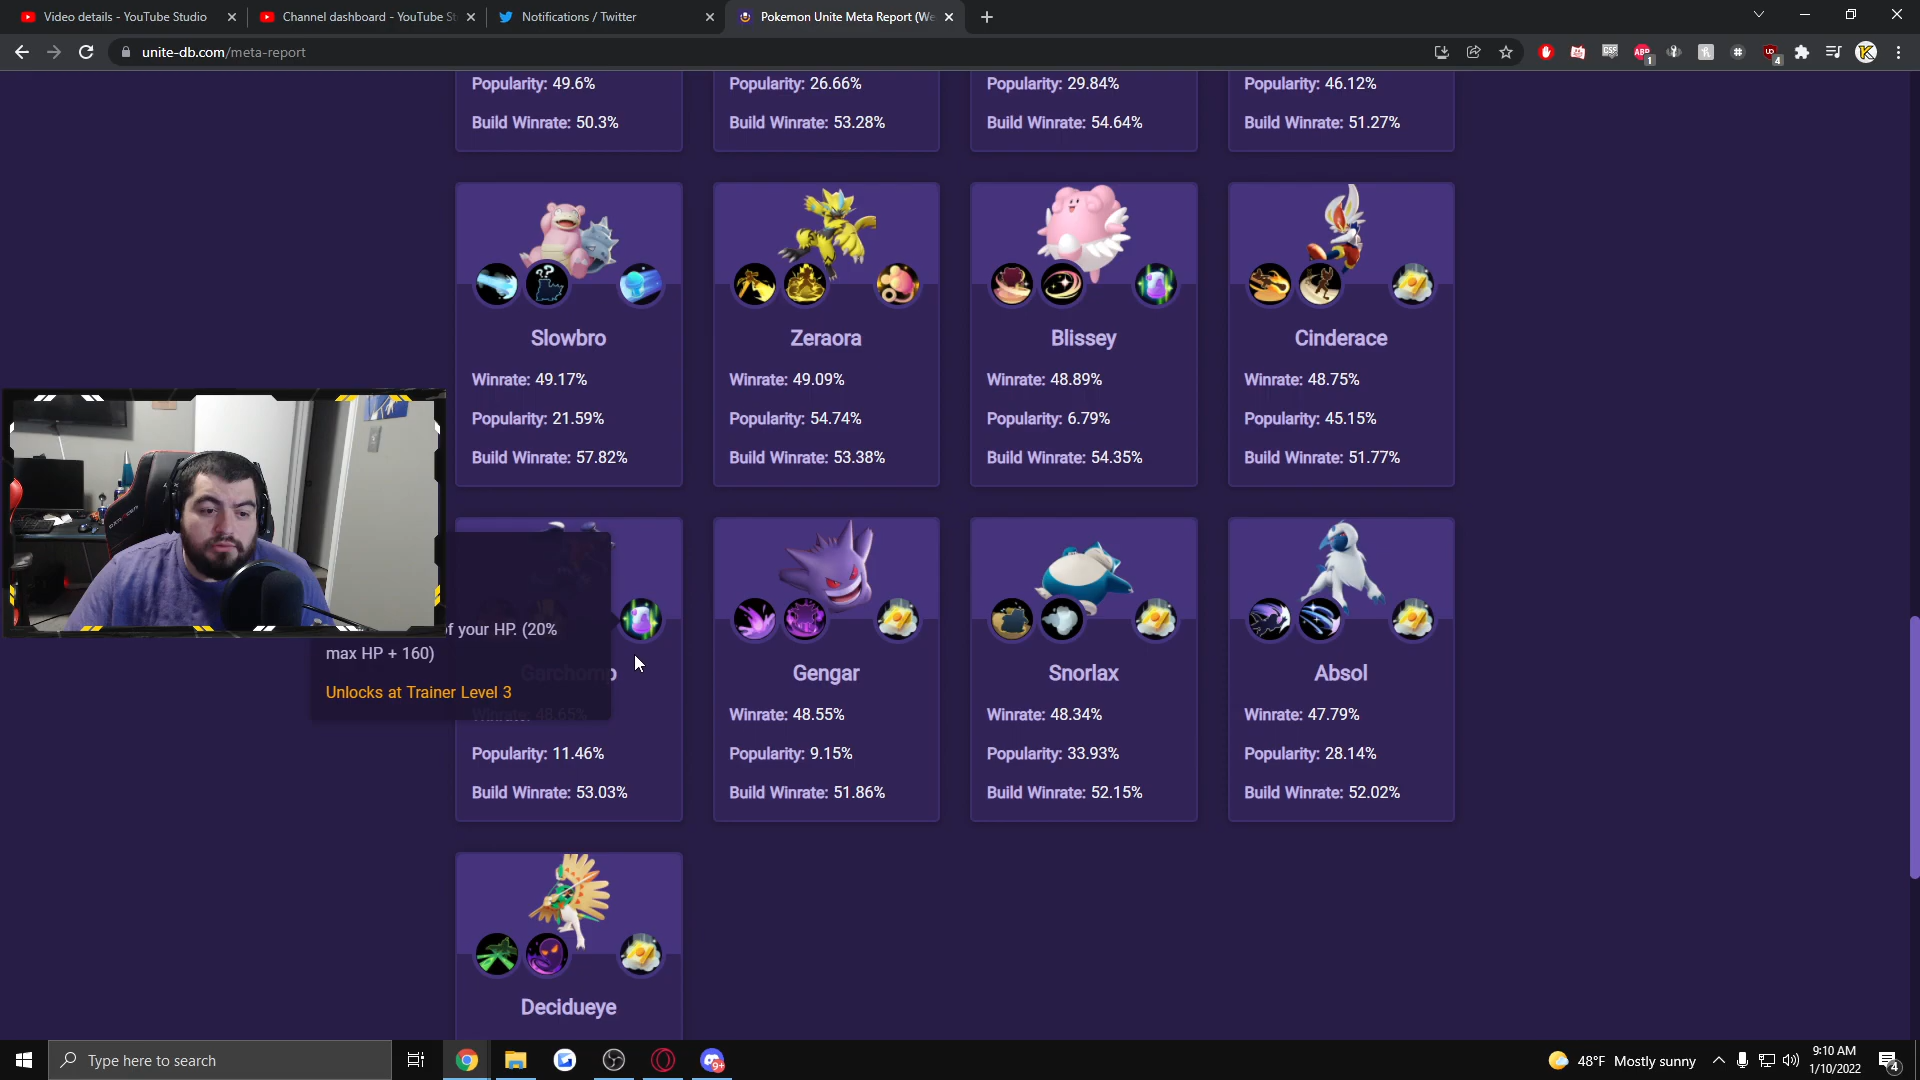 Video details - YouTube Studio
Channel dashboard - YouTube St
Notifications / Twitter
Pokemon Unite Meta Report (We
unite-db.com/meta-report
Popularity: 49.6%
Popularity: 26.66%
Popularity: 29.84%
Popularity: 46.12%
Build Winrate: 50.3%
Build Winrate: 53.28%
Build Winrate: 54.64%
Build Winrate: 51.27%
Slowbro
Zeraora
Blissey
Cinderace
Winrate: 49.17%
Winrate: 49.09%
Winrate: 48.89%
Winrate: 48.75%
Popularity: 21.59%
Popularity: 54.74%
Popularity: 6.79%
Popularity: 45.15%
Build Winrate: 57.82%
Build Winrate: 53.38%
Build Winrate: 54.35%
Build Winrate: 51.77%
f your HP. (20%
max HP + 160)
Unlocks at Trainer Level 3
Garchomp
Gengar
Snorlax
Absol
Winrate: 48.65%
Winrate: 48.55%
Winrate: 48.34%
Winrate: 47.79%
Popularity: 11.46%
Popularity: 9.15%
Popularity: 33.93%
Popularity: 28.14%
Build Winrate: 53.03%
Build Winrate: 51.86%
Build Winrate: 52.15%
Build Winrate: 52.02%
Decidueye
Type here to search
9+
48°F Mostly sunny
9:10 AM
1/10/2022
4